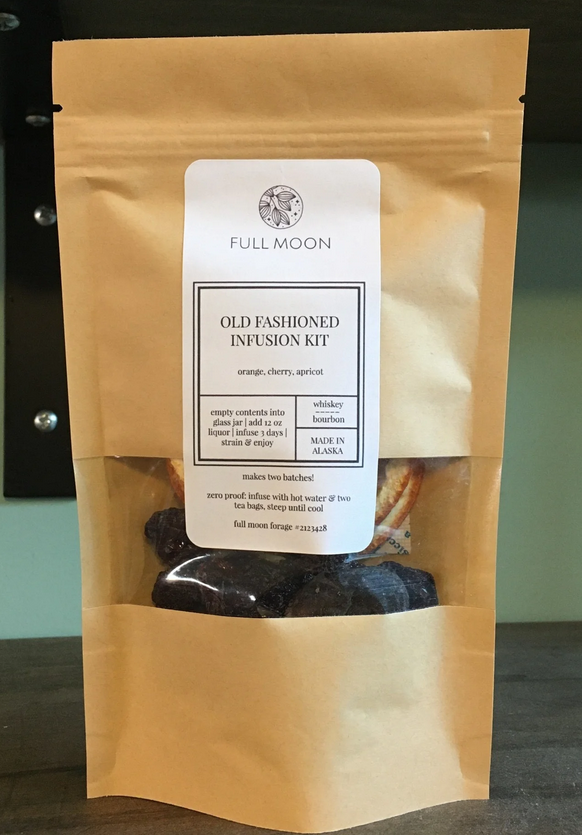 FULL MOON
OLD FASHIONED
INFUSION KIT
orange, cherry, apricot
empty contents into
glass jar | add 12 oz
liquor | infuse 3 days |
strain & enjoy
whiskey
-----
bourbon
MADE IN
ALASKA
makes two batches!
zero proof: infuse with hot water & two
tea bags, steep until cool
full moon forage #2123428